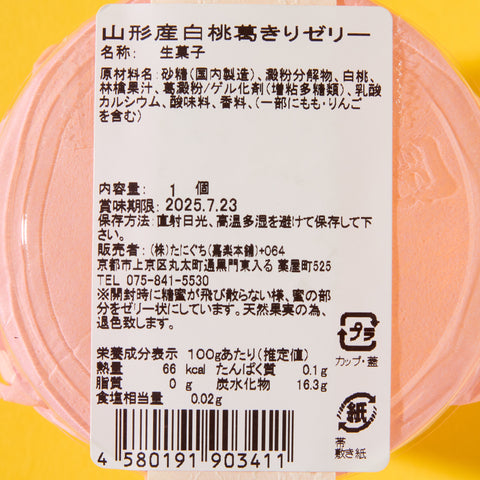 山形産白桃葛きりゼリー
名称: 生菓子
原材料名:砂糖(国内製造)、澱粉分解物、白桃、
林檎果汁、葛澱粉/ゲル化剤(増粘多糖類)、乳酸
カルシウム、酸味料、香料、(一部にもも・りんご
を含む)
内容量: 1 個
賞味期限: 2025.7.23
保存方法:直射日光、高温多湿を避けて保存して下
さい。
販売者: (株)たにぐち(嘉楽本舗)+064
京都市上京区丸太町通黒門東入る 藁屋町525
TEL 075-841-5530
※開封時に糖蜜が飛び散らない様、蜜の部
分をゼリー状にしています。天然果実の為、
退色致します。
プラ
カップ・蓋
栄養成分表示 100gあたり(推定値)
熱量 66 kcal たんぱく質 0.1g
脂質 0 g 炭水化物 16.3g
食塩相当量 0.02g
紙
帯
敷き紙
4 580191 903411